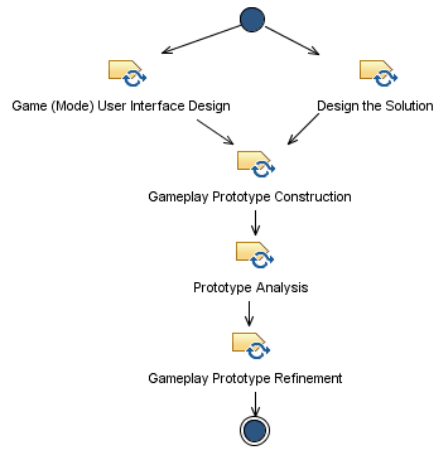 Game (Mode) User Interface Design
Design the Solution
Gameplay Prototype Construction
Prototype Analysis
Gameplay Prototype Refinement